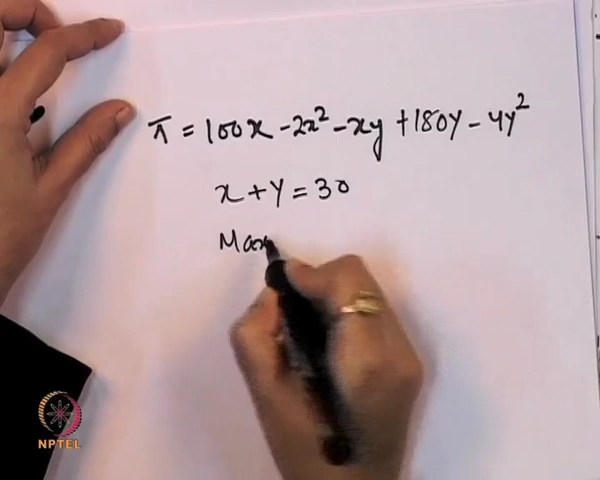 π = 100x - 2x² - xy + 180y - 4y²
x + y = 30
Max
NPTEL